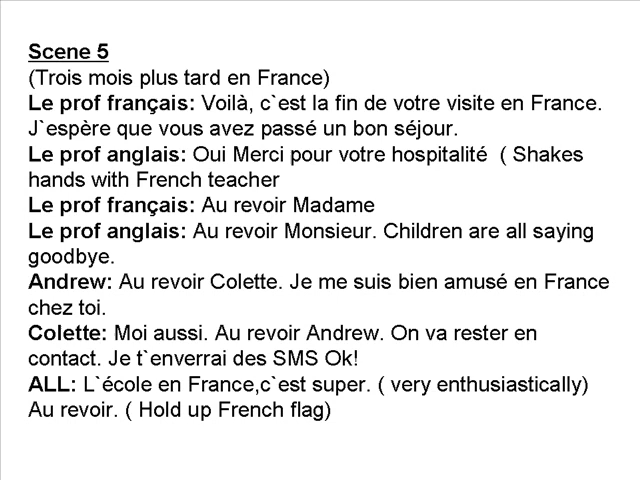 Scene 5
(Trois mois plus tard en France)
Le prof français: Voilà, c`est la fin de votre visite en France.
J`espère que vous avez passé un bon séjour.
Le prof anglais: Oui Merci pour votre hospitalité  ( Shakes
hands with French teacher
Le prof français: Au revoir Madame
Le prof anglais: Au revoir Monsieur. Children are all saying
goodbye.
Andrew: Au revoir Colette. Je me suis bien amusé en France
chez toi.
Colette: Moi aussi. Au revoir Andrew. On va rester en
contact. Je t`enverrai des SMS Ok!
ALL: L`école en France,c`est super. ( very enthusiastically)
Au revoir. ( Hold up French flag)